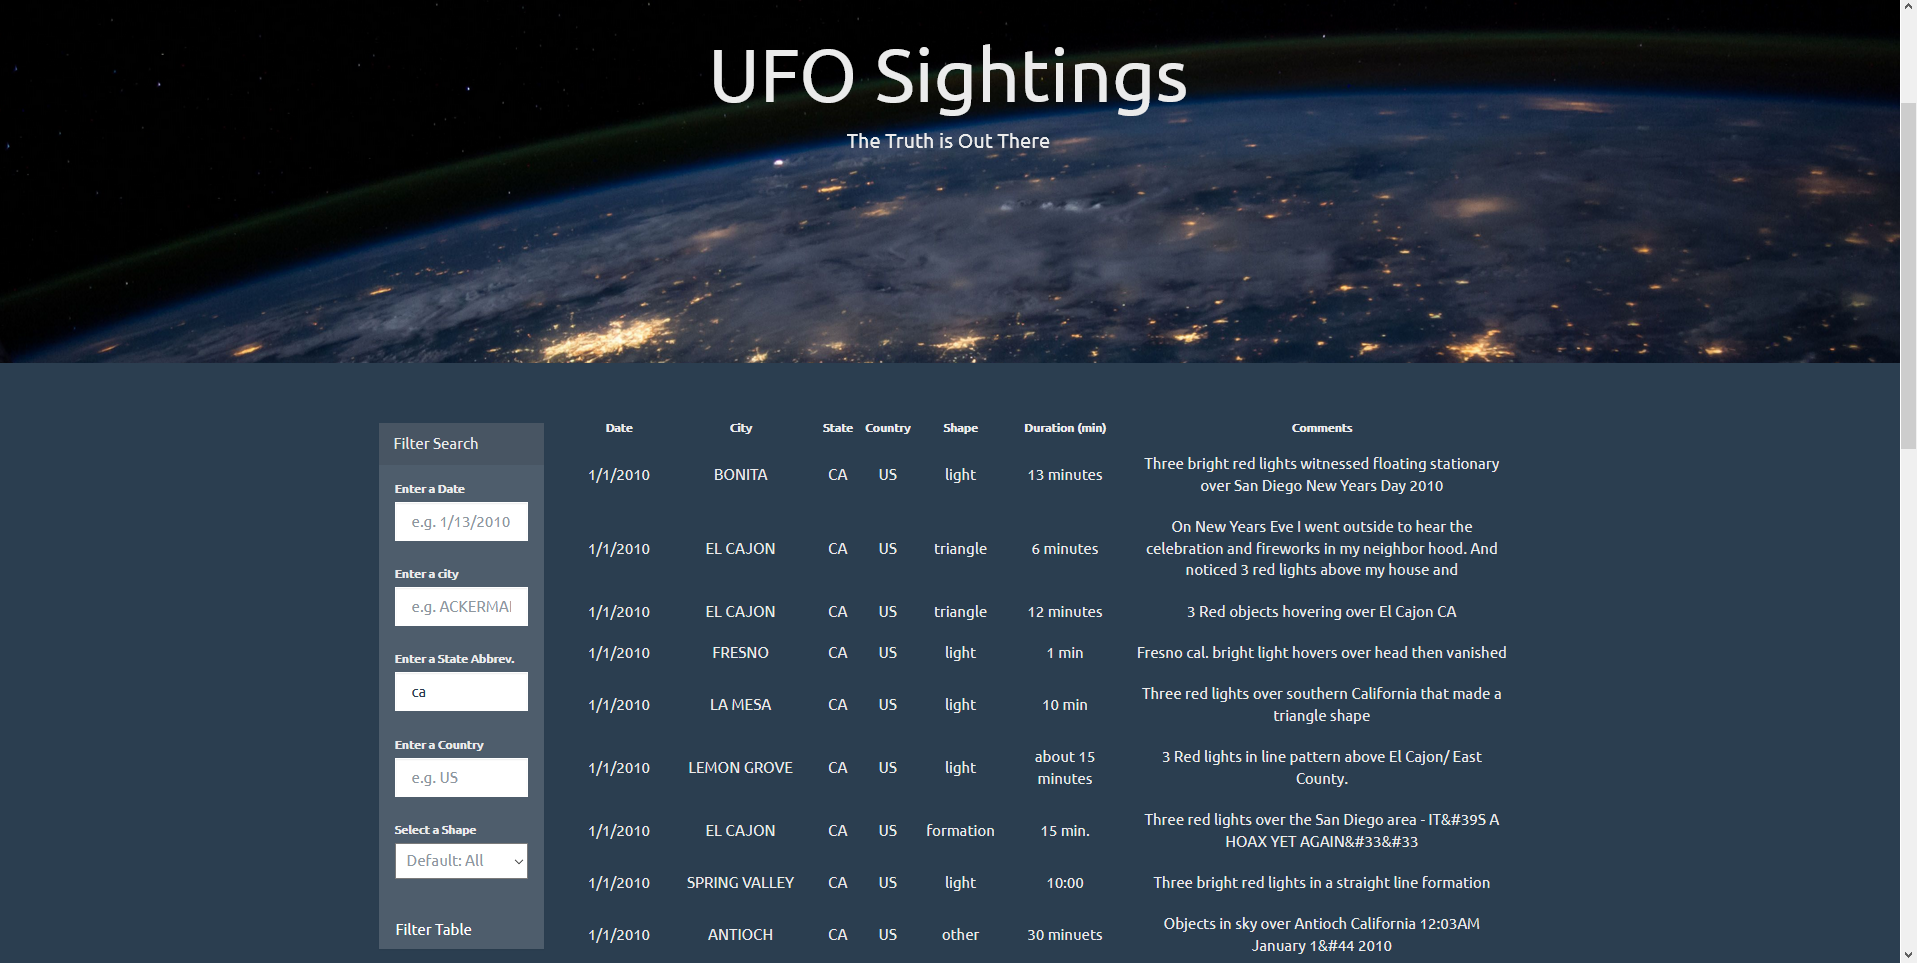 UFO Sightings
The Truth is Out There
Filter Search
Enter a Date
e.g. 1/13/2010
Enter a city
e.g. ACKERMA
Enter a State Abbrev.
ca
Enter a Country
e.g. US
Select a Shape
Default: All
Filter Table
Date City State Country Shape Duration (min) Comments
1/1/2010 BONITA CA US light 13 minutes Three bright red lights witnessed floating stationary
over San Diego New Years Day 2010
On New Years Eve I went outside to hear the
1/1/2010 EL CAJON CA US triangle 6 minutes celebration and fireworks in my neighbor hood. And
noticed 3 red lights above my house and
1/1/2010 EL CAJON CA US triangle 12 minutes 3 Red objects hovering over El Cajon CA
1/1/2010 FRESNO CA US light 1 min Fresno cal. bright light hovers over head then vanished
1/1/2010 LA MESA CA US light 10 min Three red lights over southern California that made a
triangle shape
1/1/2010 LEMON GROVE CA US light about 15 3 Red lights in line pattern above El Cajon/ East
minutes County.
1/1/2010 EL CAJON CA US formation 15 min. Three red lights over the San Diego area - IT&#39S A
HOAX YET AGAIN&#33&#33
1/1/2010 SPRING VALLEY CA US light 10:00 Three bright red lights in a straight line formation
1/1/2010 ANTIOCH CA US other 30 minuets Objects in sky over Antioch California 12:03AM
January 1&#44 2010